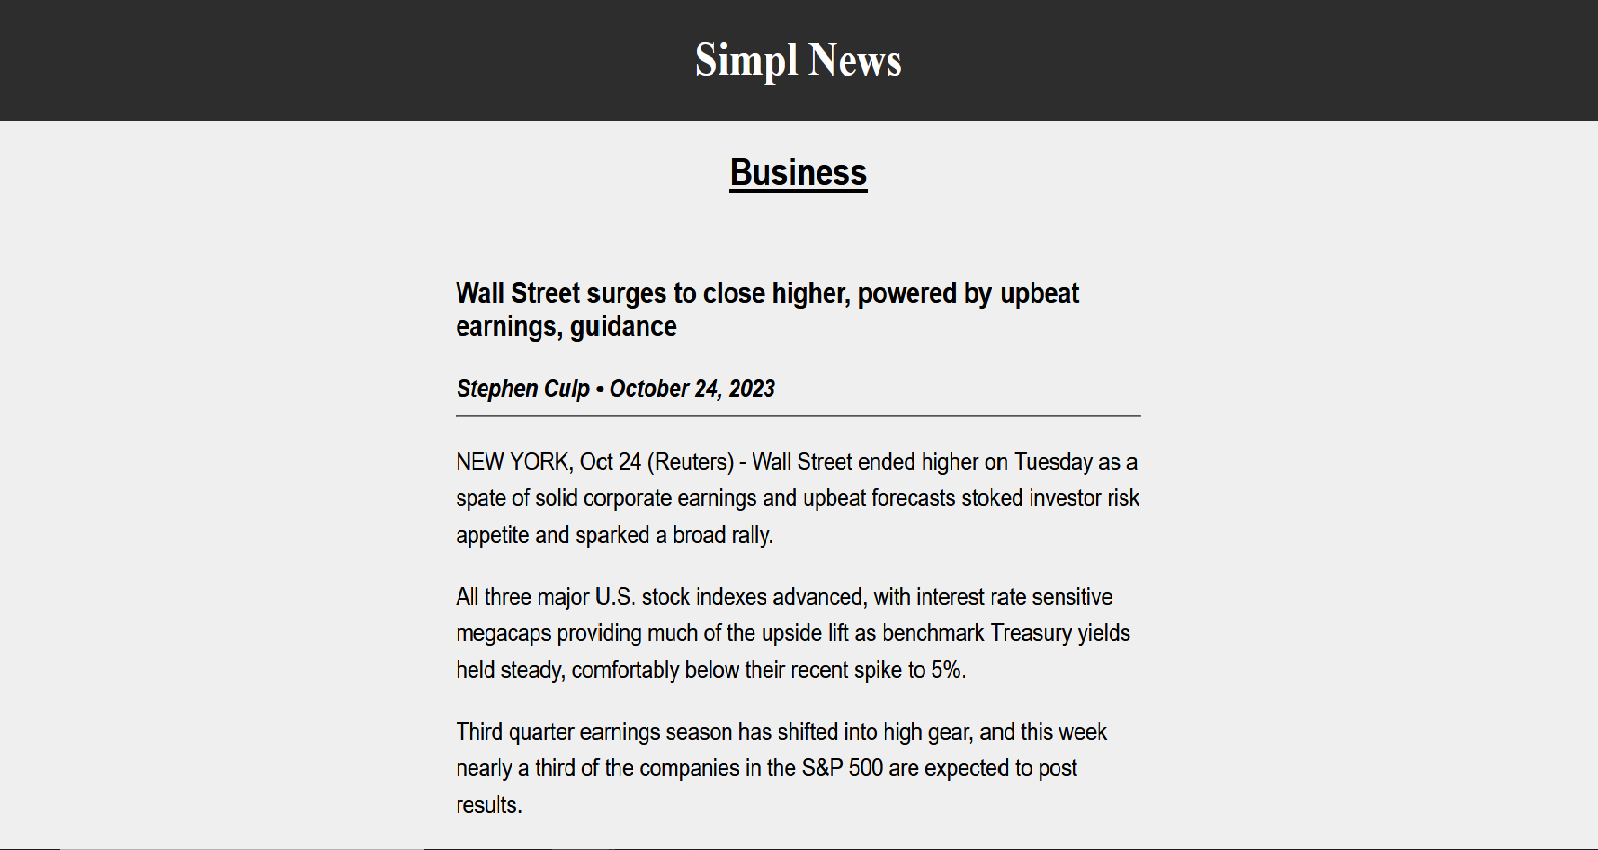 Simpl News
Business
Wall Street surges to close higher, powered by upbeat
earnings, guidance
Stephen Culp • October 24, 2023
NEW YORK, Oct 24 (Reuters) - Wall Street ended higher on Tuesday as a
spate of solid corporate earnings and upbeat forecasts stoked investor risk
appetite and sparked a broad rally.
All three major U.S. stock indexes advanced, with interest rate sensitive
megacaps providing much of the upside lift as benchmark Treasury yields
held steady, comfortably below their recent spike to 5%.
Third quarter earnings season has shifted into high gear, and this week
nearly a third of the companies in the S&P 500 are expected to post
results.